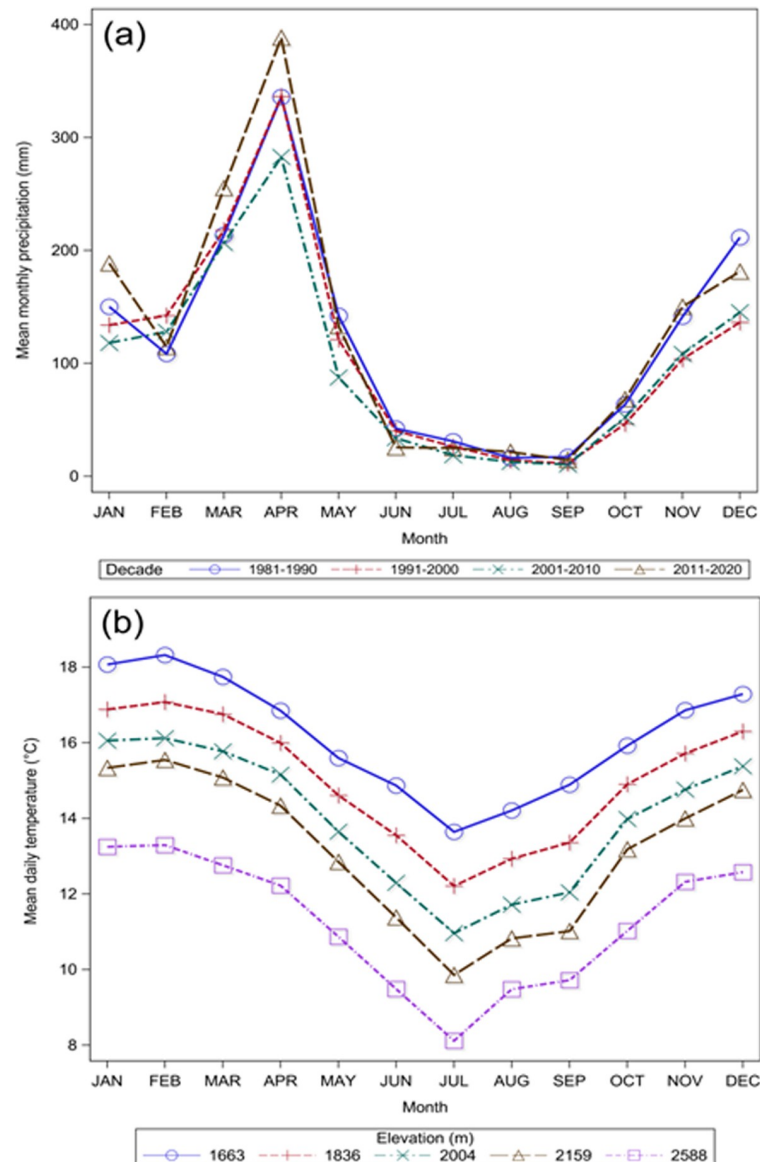 (a)
Mean monthly precipitation (mm)
400
300
200
100
0
JAN FEB MAR APR MAY JUN JUL AUG SEP OCT NOV DEC
Month
Decade 1981-1990 1991-2000 2001-2010 2011-2020
(b)
Mean daily temperature (°C)
18
16
14
12
10
8
JAN FEB MAR APR MAY JUN JUL AUG SEP OCT NOV DEC
Month
Elevation (m)
1663 1836 2004 2159 2588